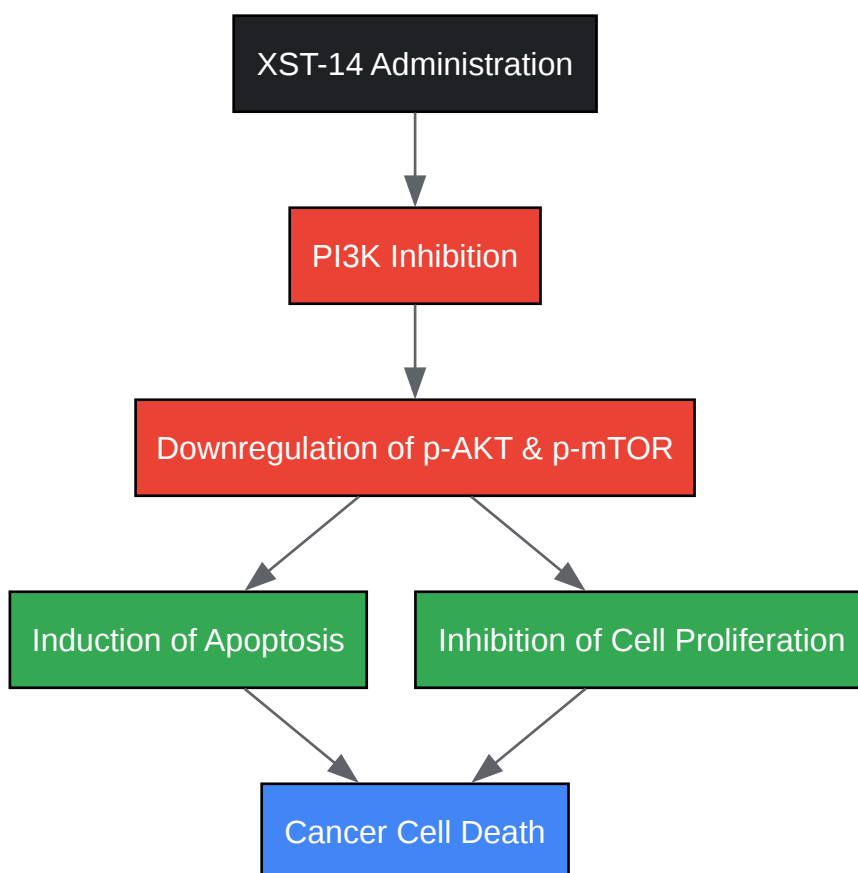 XST-14 Administration
PI3K Inhibition
Downregulation of p-AKT & p-mTOR
Induction of Apoptosis
Inhibition of Cell Proliferation
Cancer Cell Death